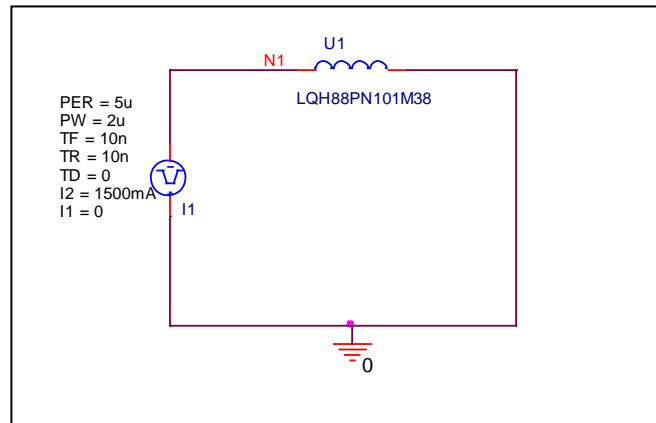 U1
N1
LQH88PN101M38
PER = 5u
PW = 2u
TF = 10n
TR = 10n
TD = 0
I2 = 1500mA
I1 = 0
I1
0